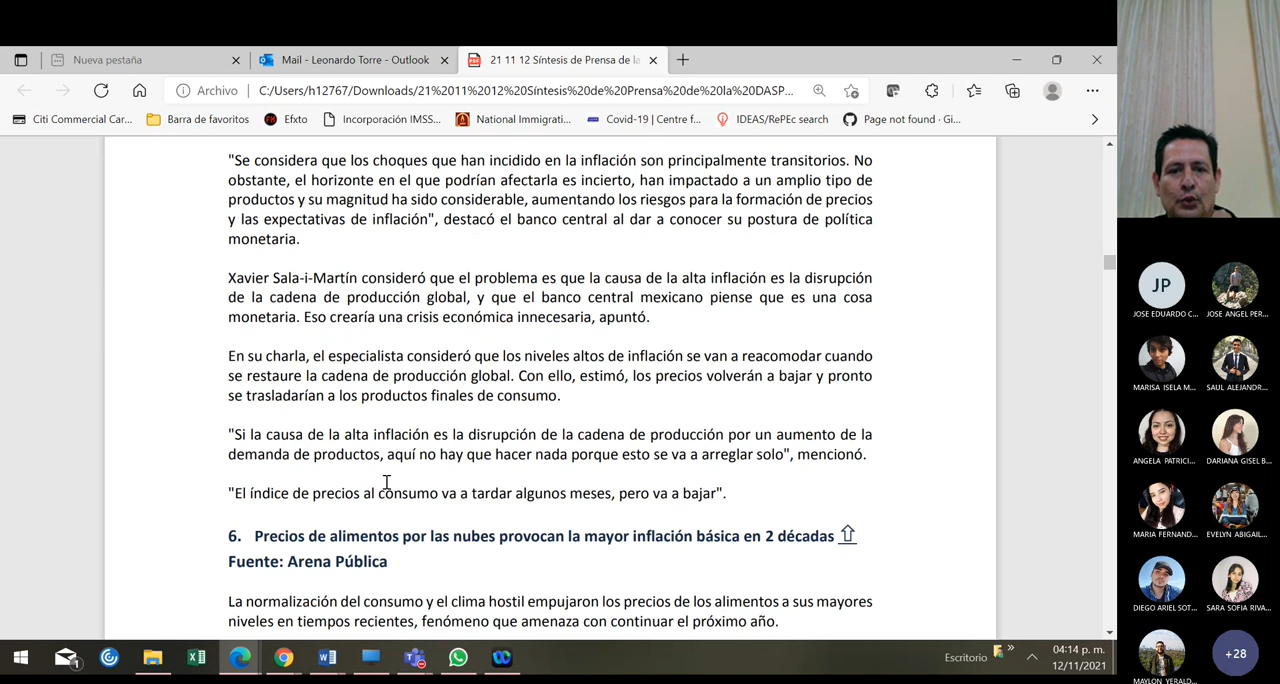 Nueva pestaña
Mail - Leonardo Torre - Outlook
21 11 12 Síntesis de Prensa de la
Archivo
C:/Users/h12767/Downloads/21%2011%2012%20Síntesis%20de%20Prensa%20de%20la%20DASP...
Citi Commercial Car...
Barra de favoritos
Efxto
Incorporación IMSS...
National Immigrati...
Covid-19 | Centre f...
IDEAS/RePEc search
Page not found · Gi...
"Se considera que los choques que han incidido en la inflación son principalmente transitorios. No
obstante, el horizonte en el que podrían afectarla es incierto, han impactado a un amplio tipo de
productos y su magnitud ha sido considerable, aumentando los riesgos para la formación de precios
y las expectativas de inflación", destacó el banco central al dar a conocer su postura de política
monetaria.
Xavier Sala-i-Martín consideró que el problema es que la causa de la alta inflación es la disrupción
de la cadena de producción global, y que el banco central mexicano piense que es una cosa
monetaria. Eso crearía una crisis económica innecesaria, apuntó.
En su charla, el especialista consideró que los niveles altos de inflación se van a reacomodar cuando
se restaure la cadena de producción global. Con ello, estimó, los precios volverán a bajar y pronto
se trasladarían a los productos finales de consumo.
"Si la causa de la alta inflación es la disrupción de la cadena de producción por un aumento de la
demanda de productos, aquí no hay que hacer nada porque esto se va a arreglar solo", mencionó.
"El índice de precios al consumo va a tardar algunos meses, pero va a bajar".
6. Precios de alimentos por las nubes provocan la mayor inflación básica en 2 décadas
Fuente: Arena Pública
La normalización del consumo y el clima hostil empujaron los precios de los alimentos a sus mayores
niveles en tiempos recientes, fenómeno que amenaza con continuar el próximo año.
Escritorio
04:14 p. m.
12/11/2021
JP
JOSE EDUARDO C...
JOSE ANGEL PER...
MARISA ISELA M...
SAUL ALEJANDR...
ANGELA PATRICI...
DARIANA GISEL B...
MARIA FERNAND...
EVELYN ABIGAIL...
DIEGO ARIEL SOT...
SARA SOFIA RIVA...
MAYLON YERALD...
+28